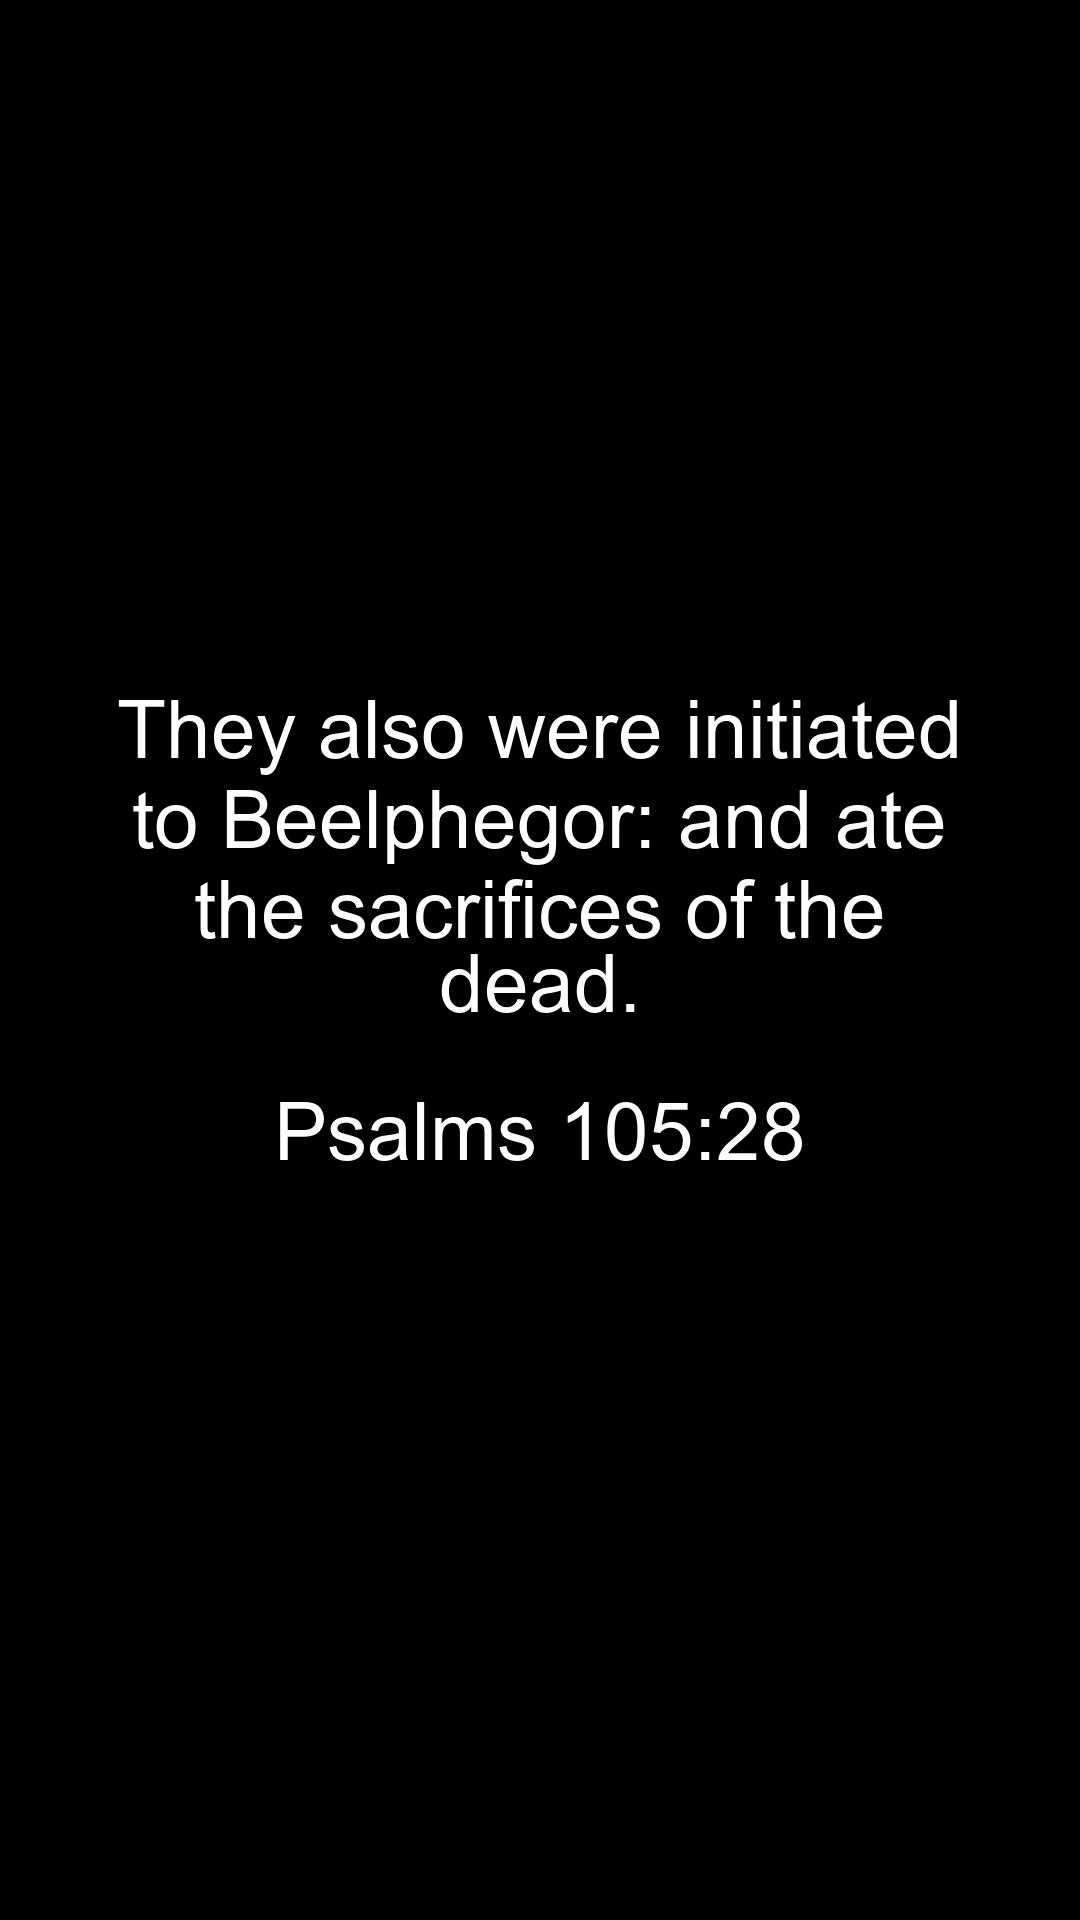 They also were initiated
to Beelphegor: and ate
the sacrifices of the
dead.
Psalms 105:28